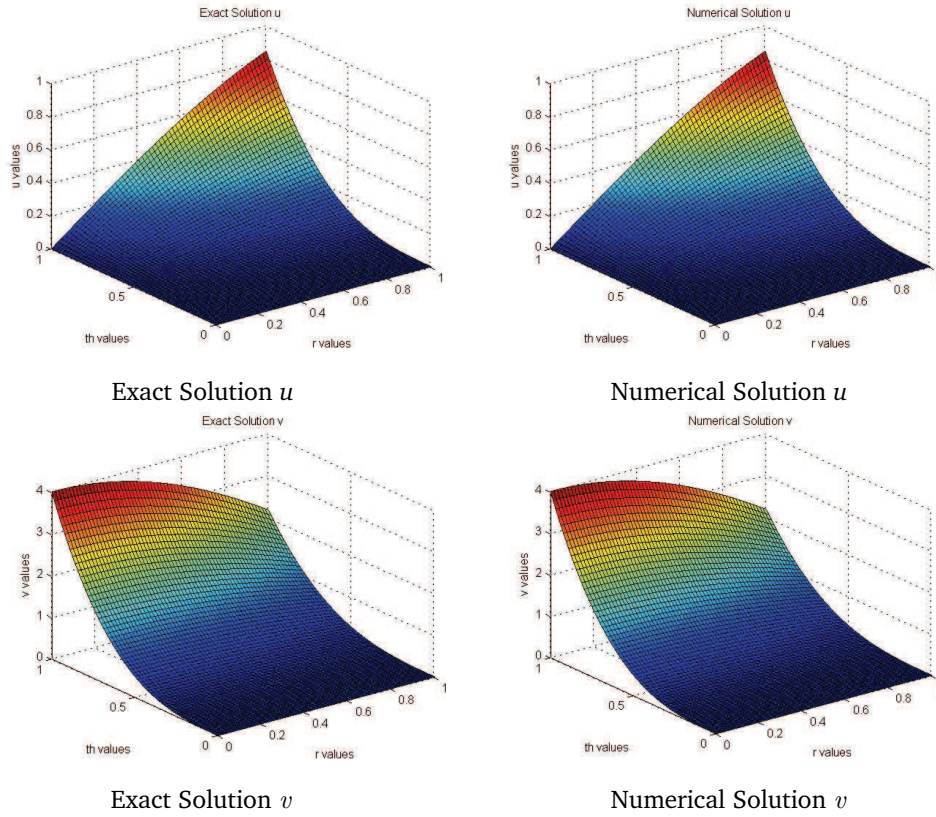 Exact Solution u
1
0.8
0.6
0.4
0.2
0
u values
1
0.5
0
th values
0
0.2
0.4
0.6
0.8
1
r values
Exact Solution u
Numerical Solution u
1
0.8
0.6
0.4
0.2
0
u values
1
0.5
0
th values
0
0.2
0.4
0.6
0.8
r values
Numerical Solution u
Exact Solution v
4
3
2
1
0
v values
1
0.5
0
th values
0
0.2
0.4
0.6
0.8
1
r values
Exact Solution v
Numerical Solution v
4
3
2
1
0
v values
1
0.5
0
th values
0
0.2
0.4
0.6
0.8
r values
Numerical Solution v